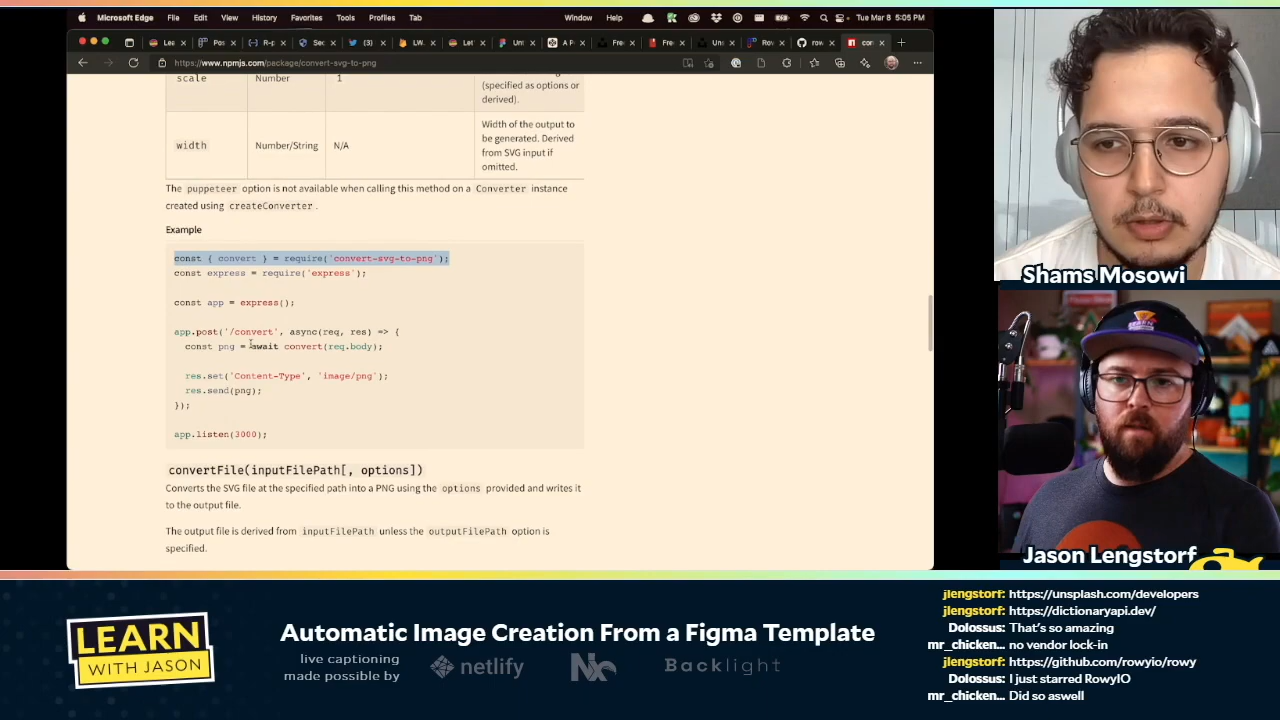 Microsoft Edge File Edit View History Favorites Tools Profiles Tab Window Help Tue Mar 8 5:05 PM
https://www.npmjs.com/package/convert-svg-to-png
scale Number 1
(specified as options or
derived).
width Number/String N/A
Width of the output to
be generated. Derived
from SVG input if
omitted.
The puppeteer option is not available when calling this method on a Converter instance
created using createConverter.
Example
const { convert } = require('convert-svg-to-png');
const express = require('express');
const app = express();
app.post('/convert', async(req, res) => {
const png = await convert(req.body);
res.set('Content-Type', 'image/png');
res.send(png);
});
app.listen(3000);
convertFile(inputFilePath[, options])
Converts the SVG file at the specified path into a PNG using the options provided and writes it
to the output file.
The output file is derived from inputFilePath unless the outputFilePath option is
specified.
Shams Mosowi
Jason Lengstorf
LEARN
WITH JASON
Automatic Image Creation From a Figma Template
live captioning
made possible by
netlify
Backlight
jlengstorf: https://unsplash.com/developers
jlengstorf: https://dictionaryapi.dev/
Dolossus: That's so amazing
mr_chicken... no vendor lock-in
jlengstorf: https://github.com/rowyio/rowy
Dolossus: I just starred RowyIO
mr_chicken... Did so aswell